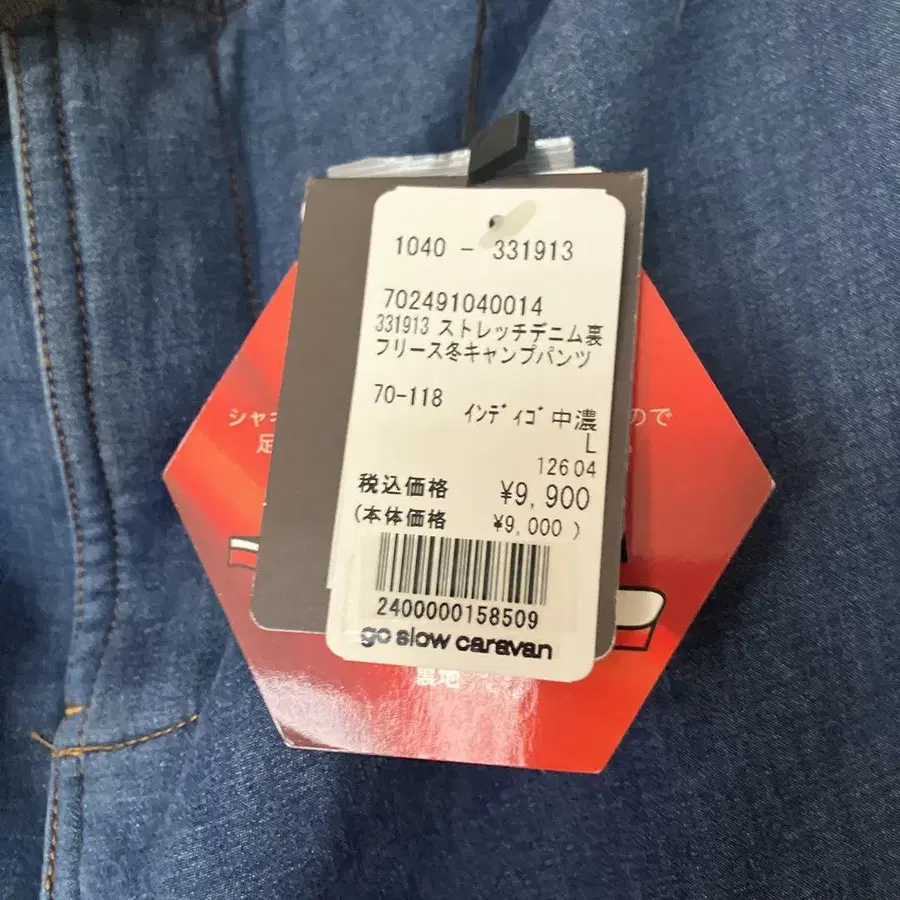 1040 - 331913
702491040014
331913 ストレッチデニム裏
フリース冬キャンプパンツ
70-118
インディゴ 中濃
L
12604
税込価格 ¥9,900
(本体価格 ¥9,000 )
2400000158509
go slow caravan
シャキ
ので
足
裏地